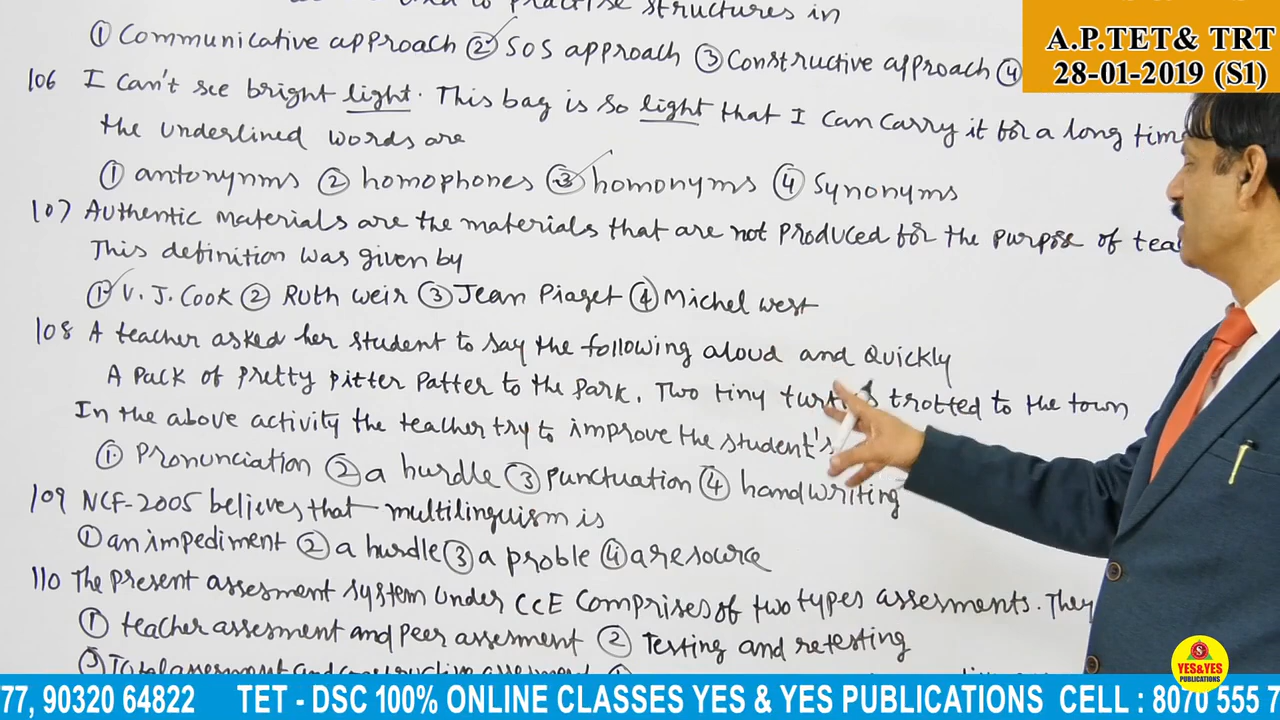 to practise structures in
① Communicative approach ② SOS approach ③ Constructive approach ④
106 I can't see bright light. This bag is so light that I can carry it for a long time
the underlined words are
① antonynms ② homophones ③ homonyms ④ Synonyms
107 Authentic materials are the materials that are not produced for the purpose of tea
This definition was given by
① V. J. Cook ② Ruth weir ③ Jean Piaget ④ Michel west
108 A teacher asked her student to say the following aloud and Quickly
A Pack of Pretty Pitter Patter to the Park. Two tiny turtles trotted to the town
In the above activity the teacher try to improve the student's
① Pronunciation ② a hurdle ③ Punctuation ④ handwriting
109 NCF-2005 believes that multilinguism is
① an impediment ② a hurdle ③ a proble ④ a resource
110 The Present assesment system under CCE Comprises of two types assesments. They
① teacher assesment and Peer assesment ② Testing and retesting
A.P.TET& TRT
28-01-2019 (S1)
YES&YES
PUBLICATIONS
77, 90320 64822 TET - DSC 100% ONLINE CLASSES YES & YES PUBLICATIONS CELL : 8070 555 7